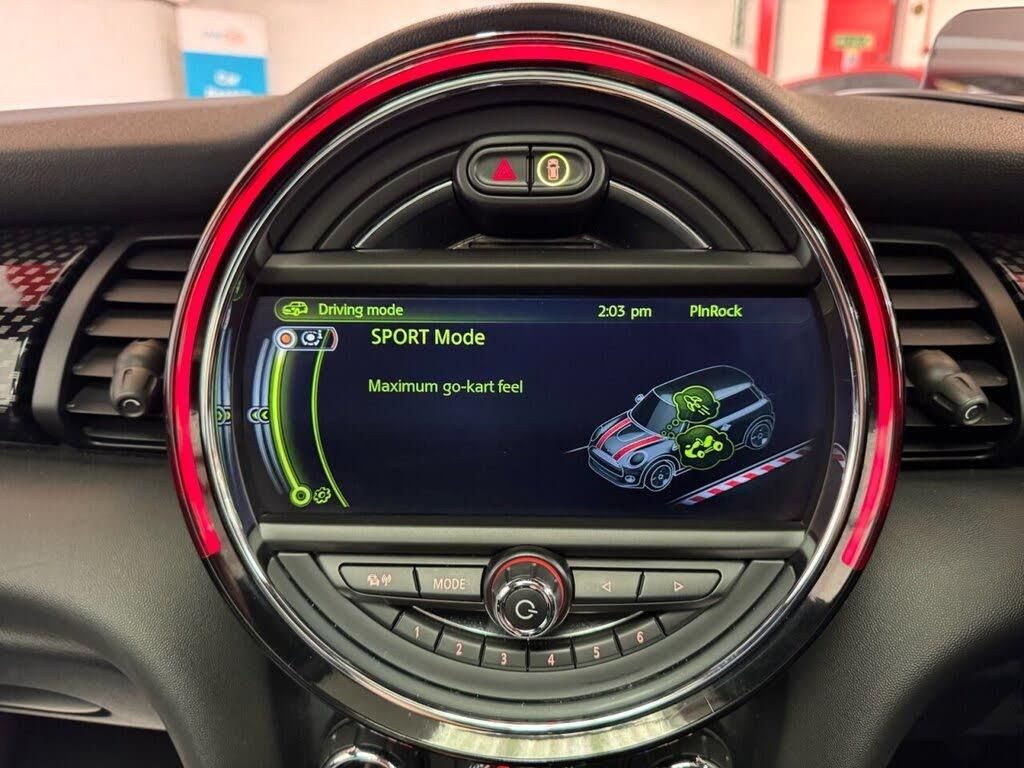 Driving mode 2:03 pm PlnRock
SPORT Mode
Maximum go-kart feel
MODE
1 2 3 4 5 6